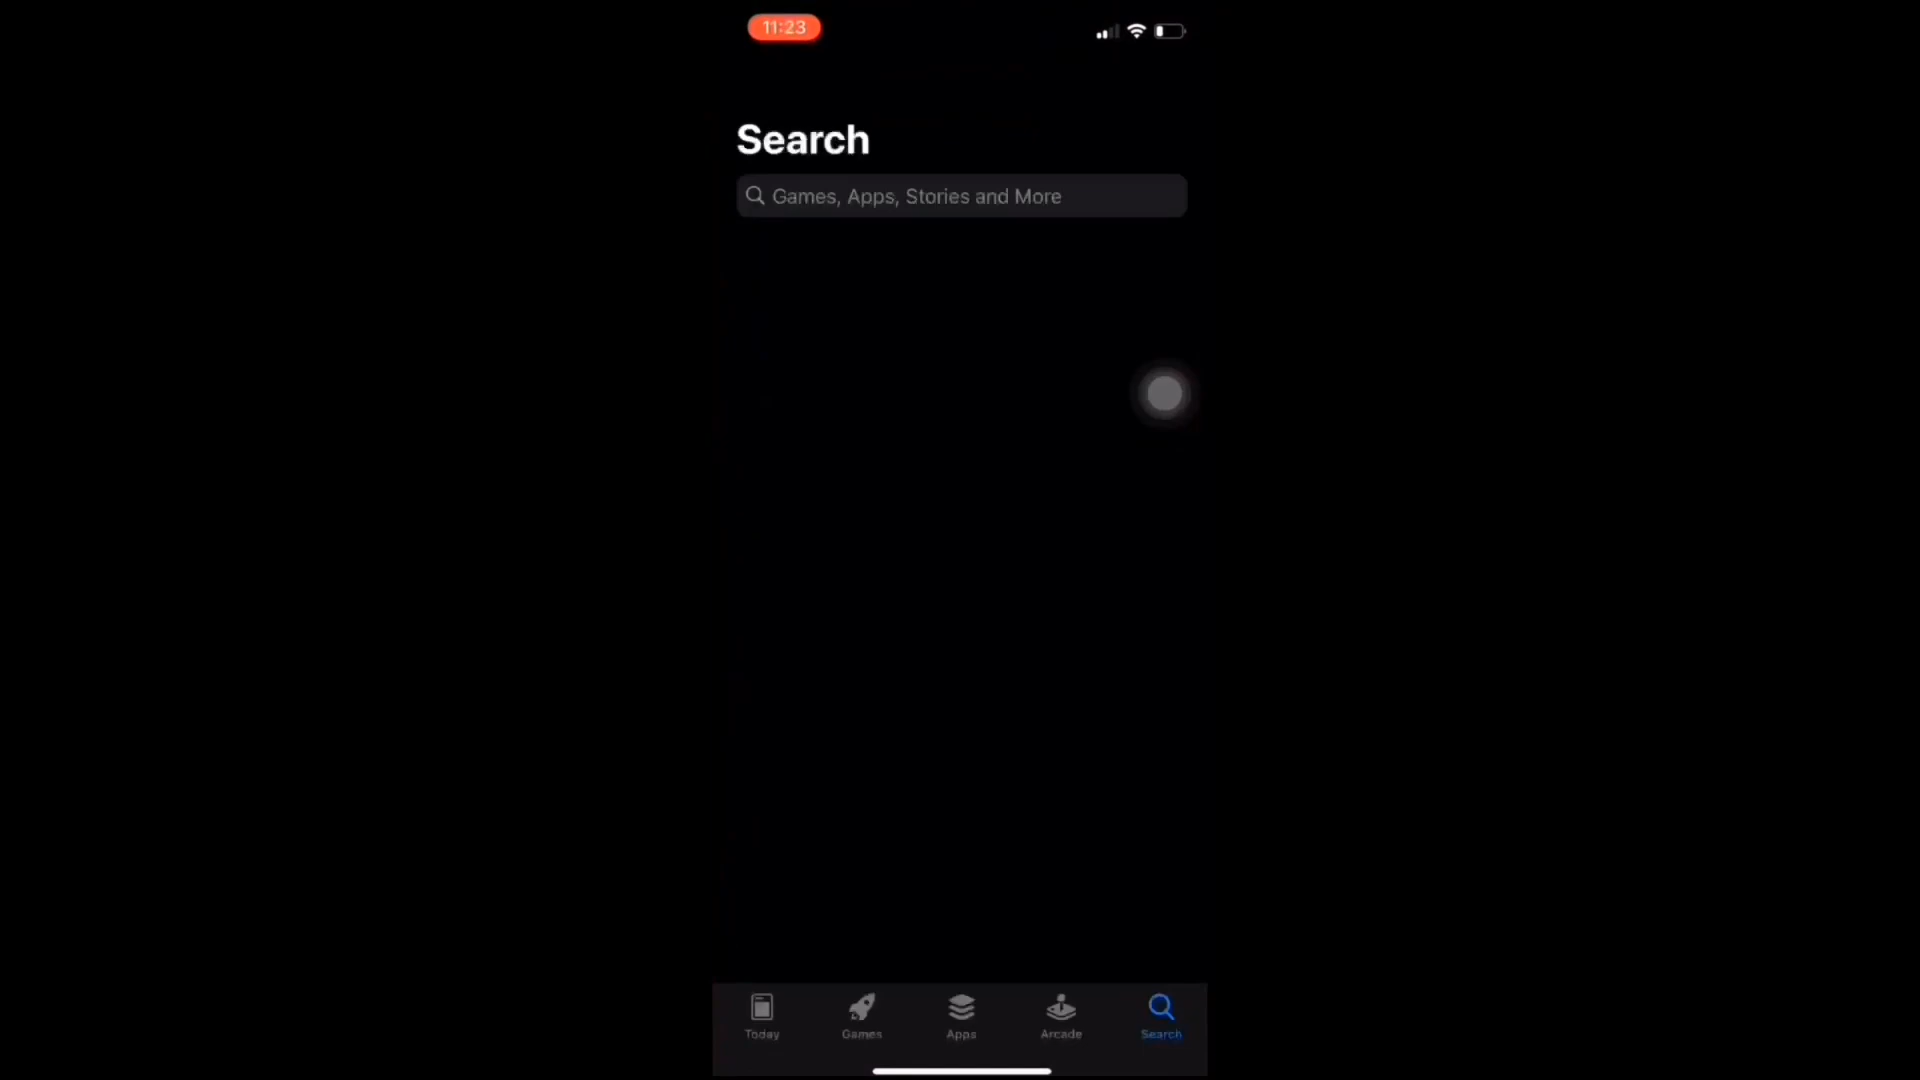 11:23
Search
Games, Apps, Stories and More
Today
Games
Apps
Arcade
Search